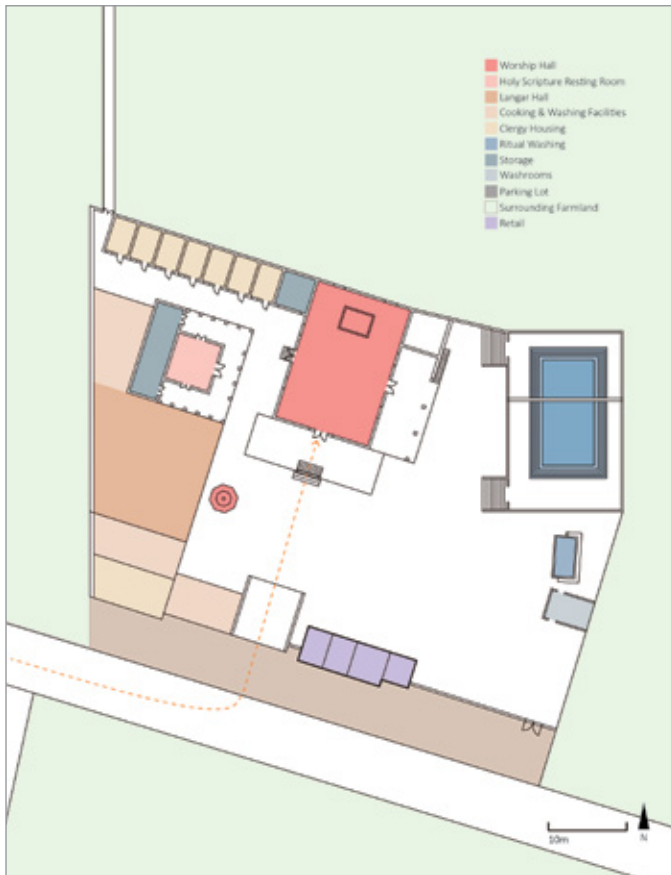 Worship Hall
Holy Scripture Resting Room
Langar Hall
Cooking & Washing Facilities
Clergy Housing
Ritual Washing
Storage
Washrooms
Parking Lot
Surrounding Farmland
Retail
10m
N